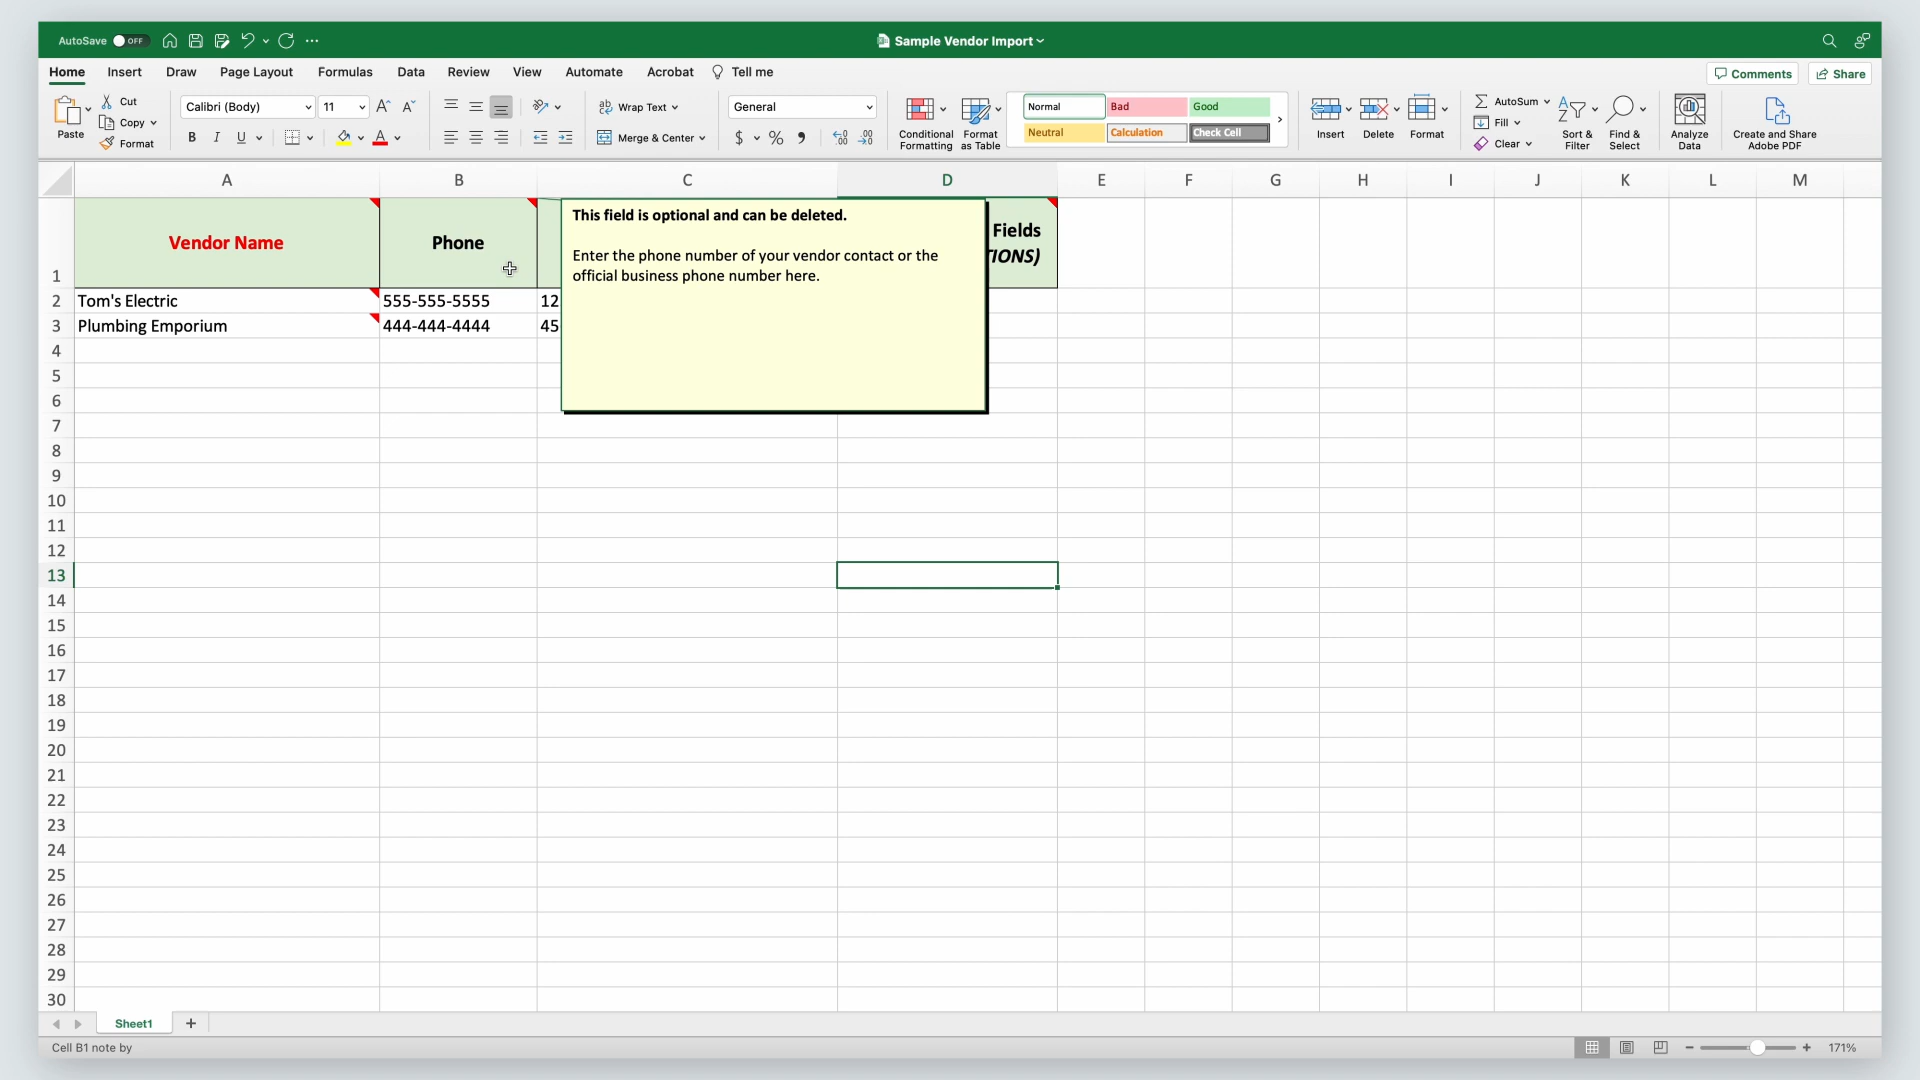 AutoSave OFF
Sample Vendor Import
Home Insert Draw Page Layout Formulas Data Review View Automate Acrobat Tell me
Comments Share
Paste
Cut
Copy
Format
Calibri (Body) 11
B I U
Wrap Text
Merge & Center
General
$ % 9
Conditional Formatting
Format as Table
Normal Bad Good
Neutral Calculation Check Cell
Insert Delete Format
AutoSum
Fill
Clear
Sort & Filter
Find & Select
Analyze Data
Create and Share Adobe PDF
A B C D E F G H I J K L M
1 Vendor Name Phone Fields
TIONS)
This field is optional and can be deleted.
Enter the phone number of your vendor contact or the
official business phone number here.
2 Tom's Electric 555-555-5555 12
3 Plumbing Emporium 444-444-4444 45
4
5
6
7
8
9
10
11
12
13
14
15
16
17
18
19
20
21
22
23
24
25
26
27
28
29
30
Sheet1
Cell B1 note by
171%